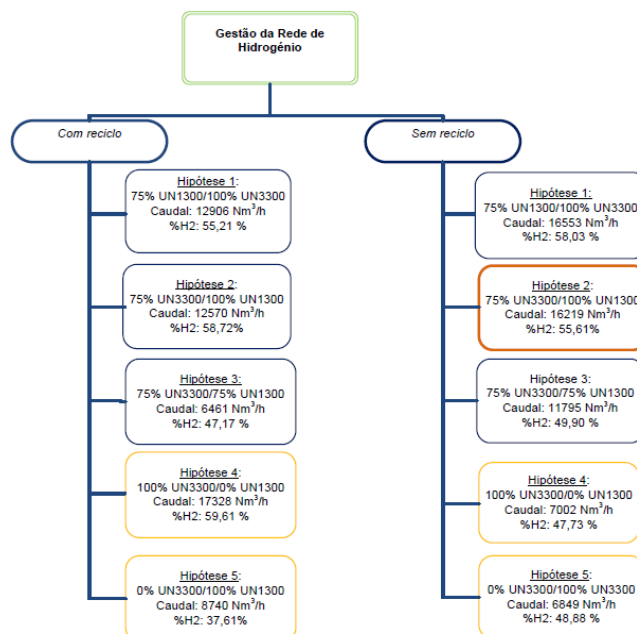 Gestão da Rede de
Hidrogénio
Com reciclo
Hipótese 1:
75% UN1300/100% UN3300
Caudal: 12906 Nm³/h
%H2: 55,21 %
Hipótese 2:
75% UN3300/100% UN1300
Caudal: 12570 Nm³/h
%H2: 58,72%
Hipótese 3:
75% UN3300/75% UN1300
Caudal: 6461 Nm³/h
%H2: 47,17 %
Hipótese 4:
100% UN3300/0% UN1300
Caudal: 17328 Nm³/h
%H2: 59,61 %
Hipótese 5:
0% UN3300/100% UN1300
Caudal: 8740 Nm³/h
%H2: 37,61%
Sem reciclo
Hipótese 1:
75% UN1300/100% UN3300
Caudal: 16553 Nm³/h
%H2: 58,03 %
Hipótese 2:
75% UN3300/100% UN1300
Caudal: 16219 Nm³/h
%H2: 55,61%
Hipótese 3:
75% UN3300/75% UN1300
Caudal: 11795 Nm³/h
%H2: 49,90 %
Hipótese 4:
100% UN3300/0% UN1300
Caudal: 7002 Nm³/h
%H2: 47,73 %
Hipótese 5:
0% UN3300/100% UN3300
Caudal: 6849 Nm³/h
%H2: 48,88 %